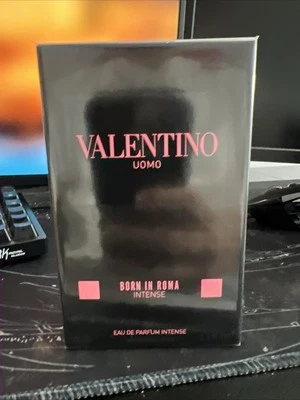 VALENTINO
UOMO
BORN IN ROMA
INTENSE
EAU DE PARFUM INTENSE